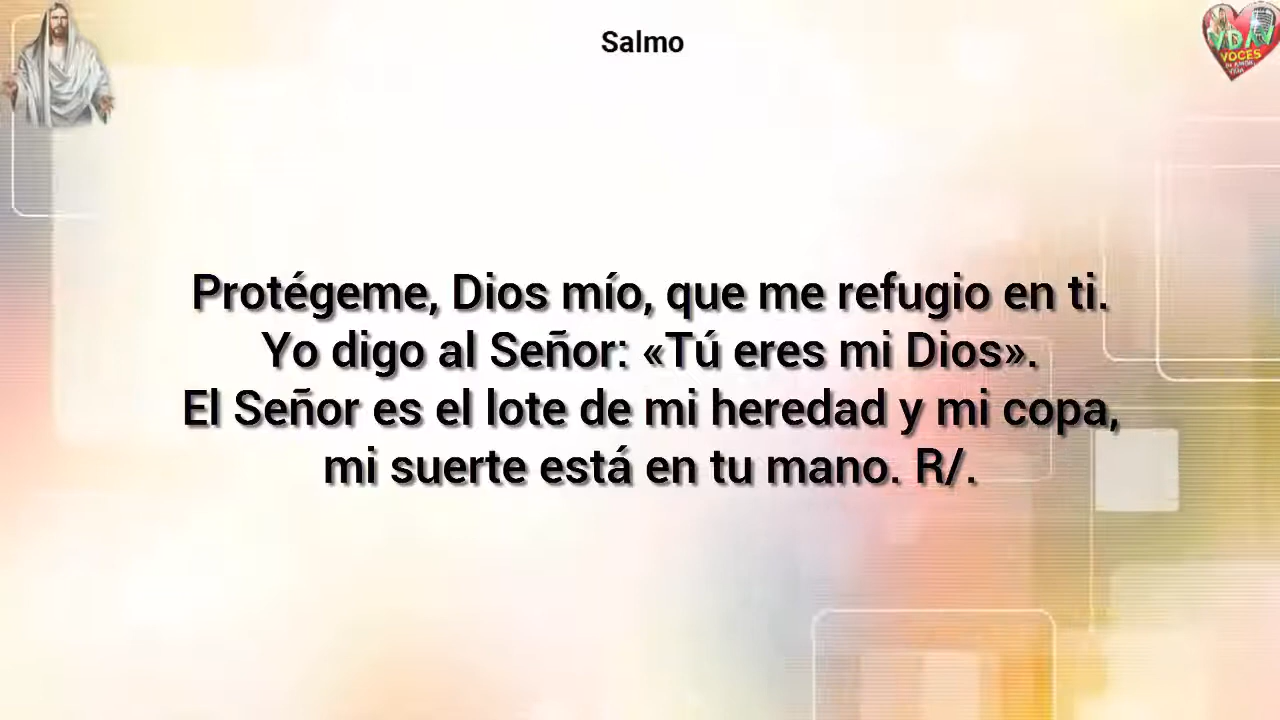 Salmo
VDAV
VOCES
Protégeme, Dios mío, que me refugio en ti.
Yo digo al Señor: «Tú eres mi Dios».
El Señor es el lote de mi heredad y mi copa,
mi suerte está en tu mano. R/.